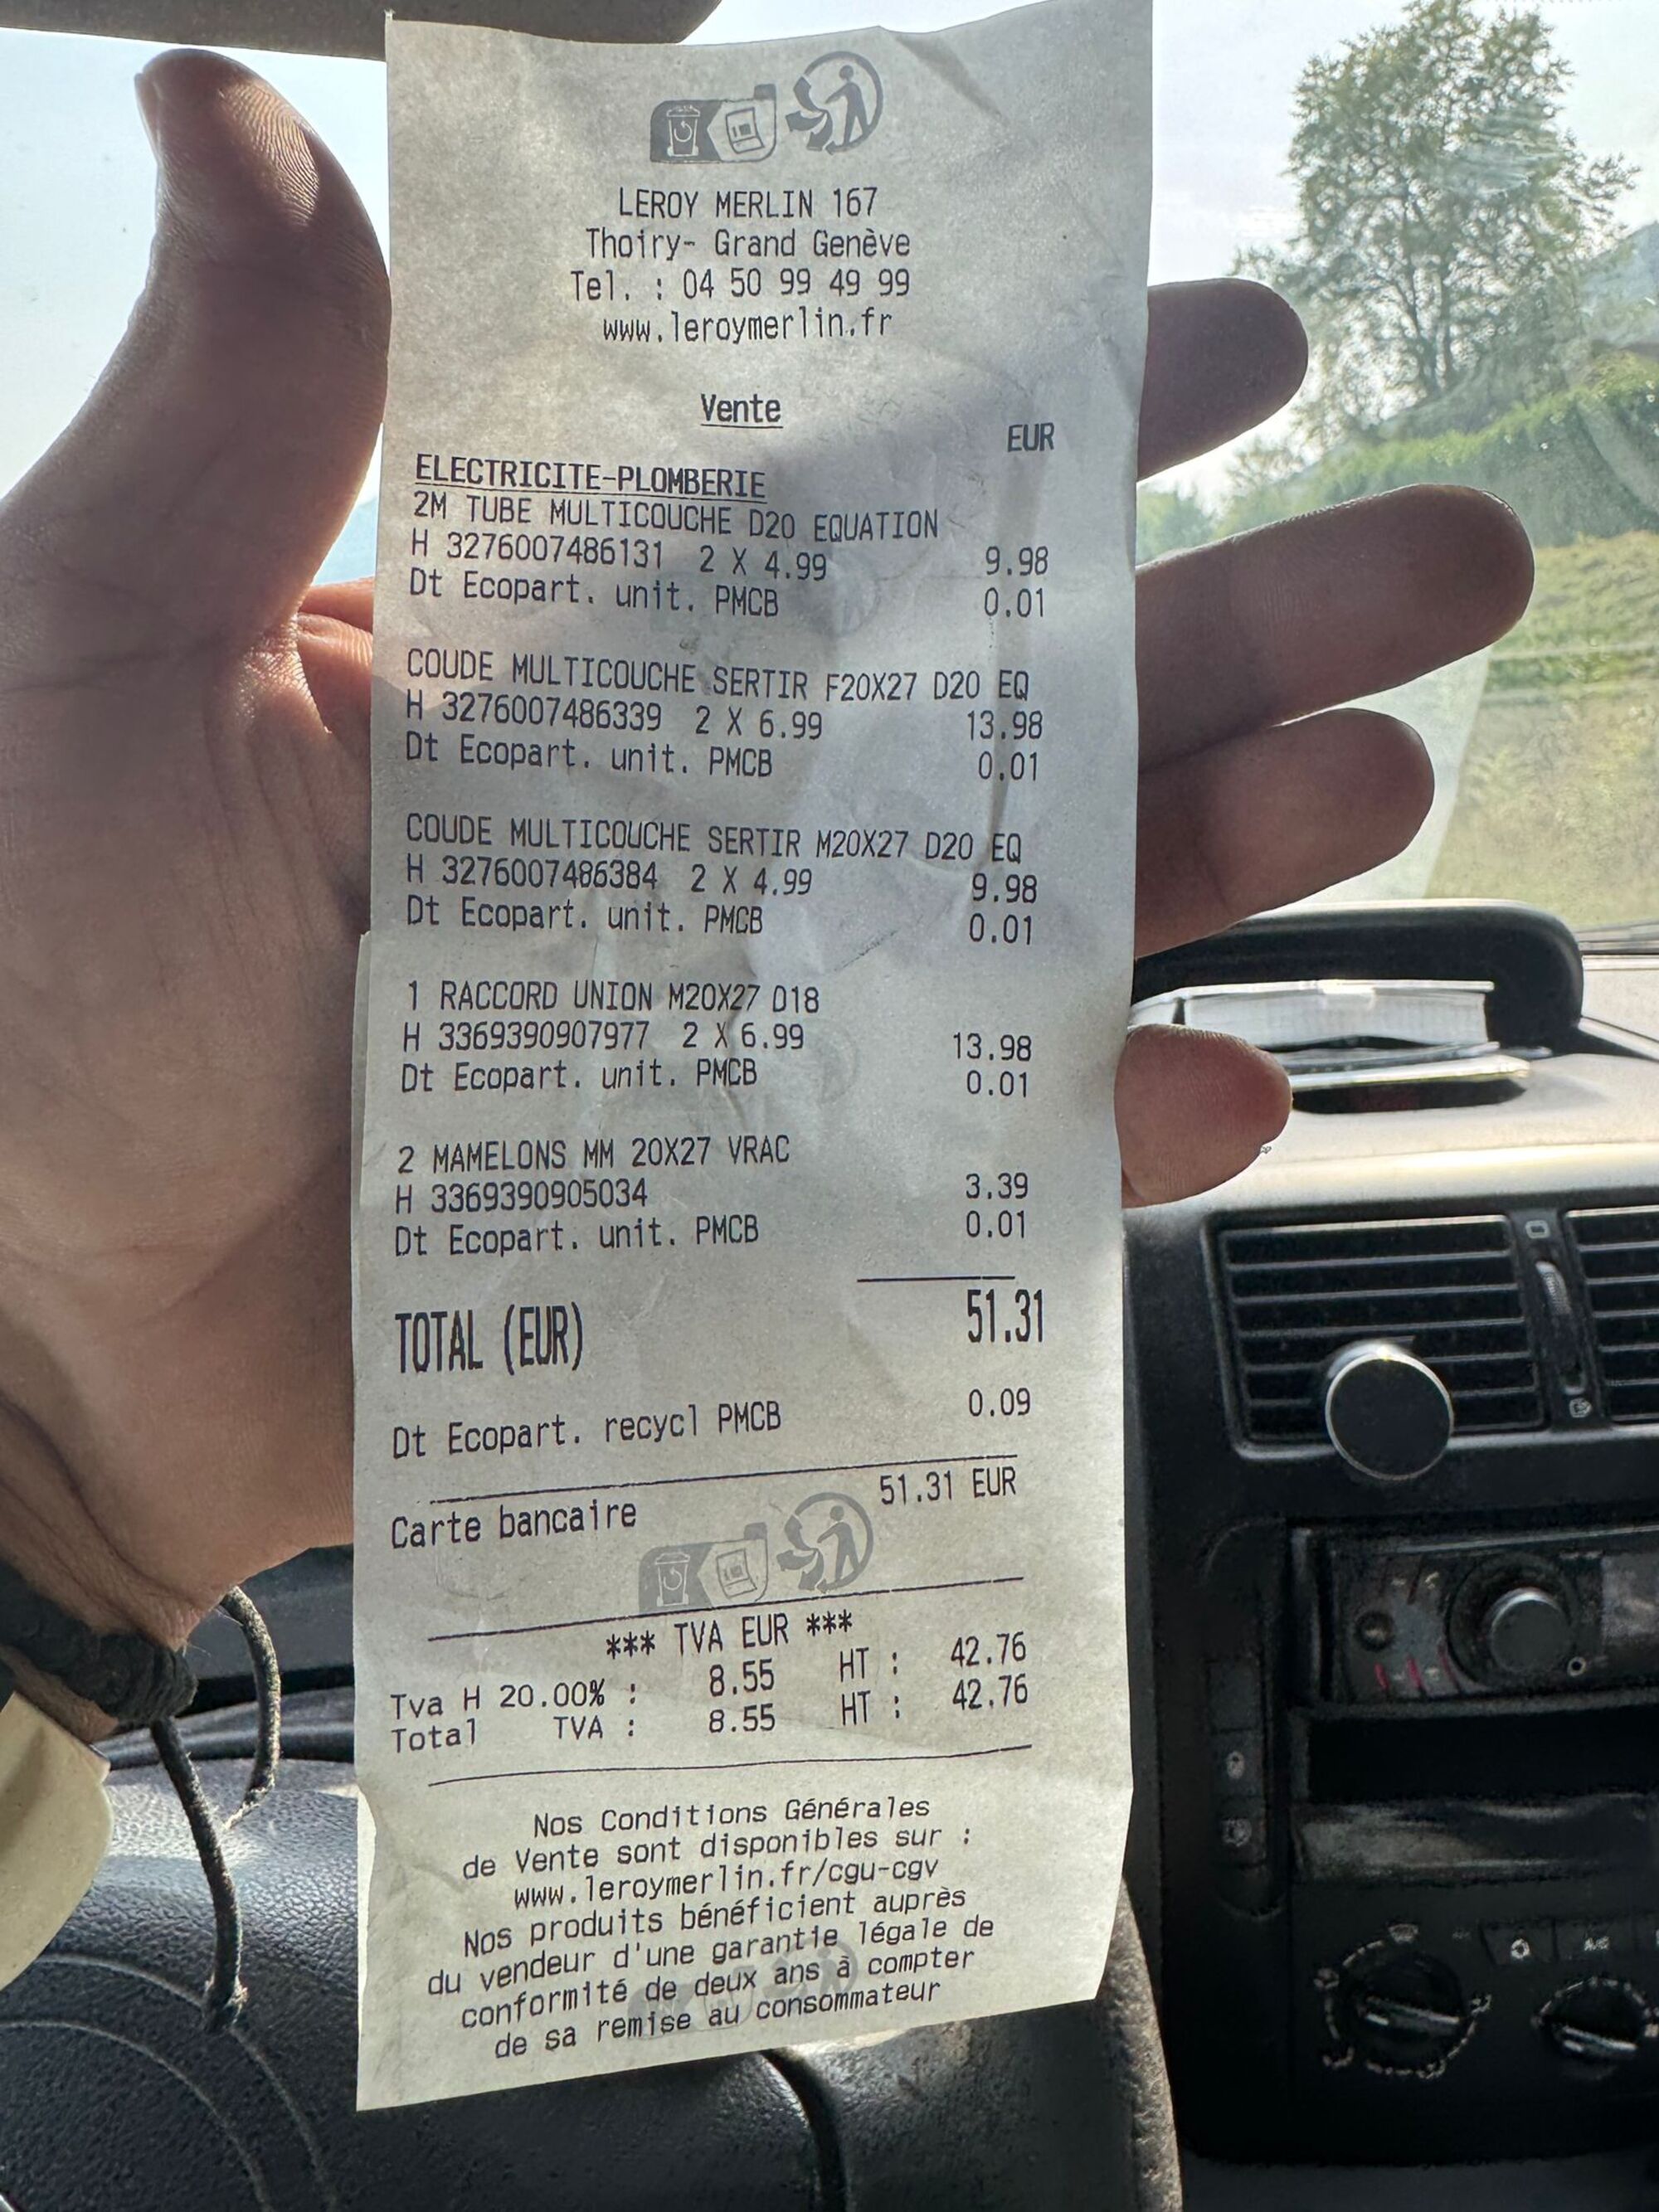 LEROY MERLIN 167
Thoiry- Grand Genève
Tel. : 04 50 99 49 99
www.leroymerlin.fr
Vente
EUR
ELECTRICITE-PLOMBERIE
2M TUBE MULTICOUCHE D20 EQUATION
H 3276007486131 2 X 4.99 9.98
Dt Ecopart. unit. PMCB 0.01
COUDE MULTICOUCHE SERTIR F20X27 D20 EQ
H 3276007486339 2 X 6.99 13.98
Dt Ecopart. unit. PMCB 0.01
COUDE MULTICOUCHE SERTIR M20X27 D20 EQ
H 3276007486384 2 X 4.99 9.98
Dt Ecopart. unit. PMCB 0.01
1 RACCORD UNION M20X27 D18
H 3369390907977 2 X 6.99 13.98
Dt Ecopart. unit. PMCB 0.01
2 MAMELONS MM 20X27 VRAC
H 3369390905034 3.39
Dt Ecopart. unit. PMCB 0.01
TOTAL (EUR) 51.31
Dt Ecopart. recycl PMCB 0.09
Carte bancaire 51.31 EUR
*** TVA EUR ***
Tva H 20.00% : 8.55 HT : 42.76
Total TVA : 8.55 HT : 42.76
Nos Conditions Générales
de Vente sont disponibles sur :
www.leroymerlin.fr/cgu-cgv
Nos produits bénéficient auprès
du vendeur d'une garantie légale de
conformité de deux ans à compter
de sa remise au consommateur